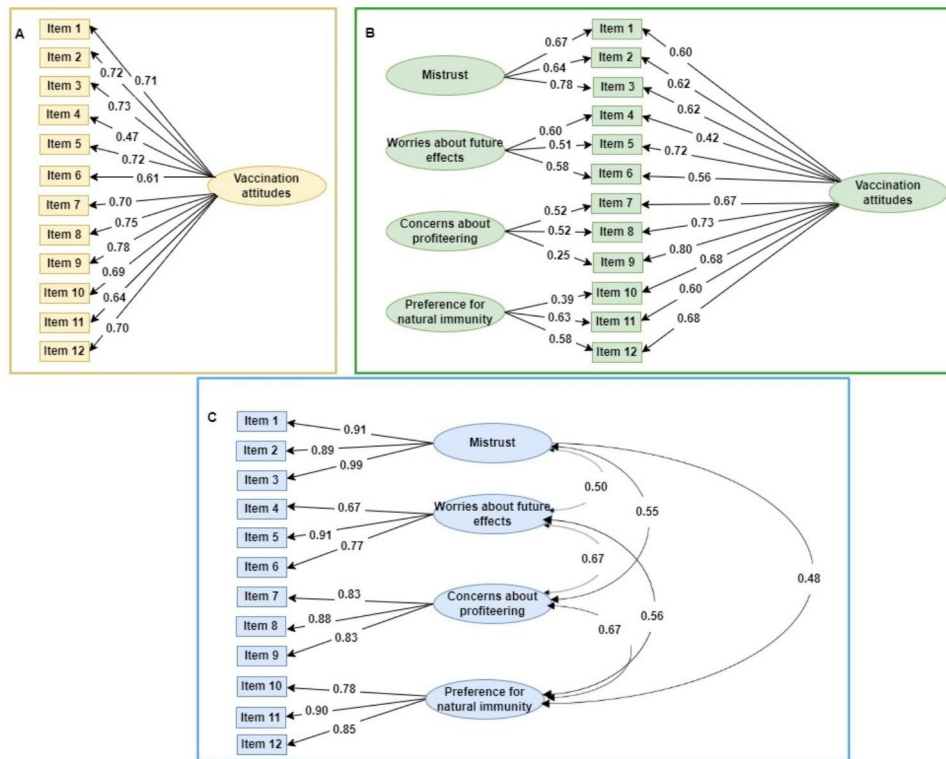 A
Item 1
Item 2
Item 3
Item 4
Item 5
Item 6
Item 7
Item 8
Item 9
Item 10
Item 11
Item 12
0.71
0.72
0.73
0.47
0.72
0.61
0.70
0.75
0.78
0.69
0.64
0.70
Vaccination
attitudes
B
Mistrust
Worries about future
effects
Concerns about
profiteering
Preference for
natural immunity
0.67
0.64
0.78
0.60
0.51
0.58
0.52
0.52
0.25
0.39
0.63
0.58
Item 1
Item 2
Item 3
Item 4
Item 5
Item 6
Item 7
Item 8
Item 9
Item 10
Item 11
Item 12
0.60
0.62
0.62
0.42
0.72
0.56
0.67
0.73
0.80
0.68
0.60
0.68
Vaccination
attitudes
C
Item 1
Item 2
Item 3
Item 4
Item 5
Item 6
Item 7
Item 8
Item 9
Item 10
Item 11
Item 12
0.91
0.89
0.99
0.67
0.91
0.77
0.83
0.88
0.83
0.78
0.90
0.85
Mistrust
Worries about future
effects
Concerns about
profiteering
Preference for
natural immunity
0.50
0.55
0.67
0.48
0.56
0.67